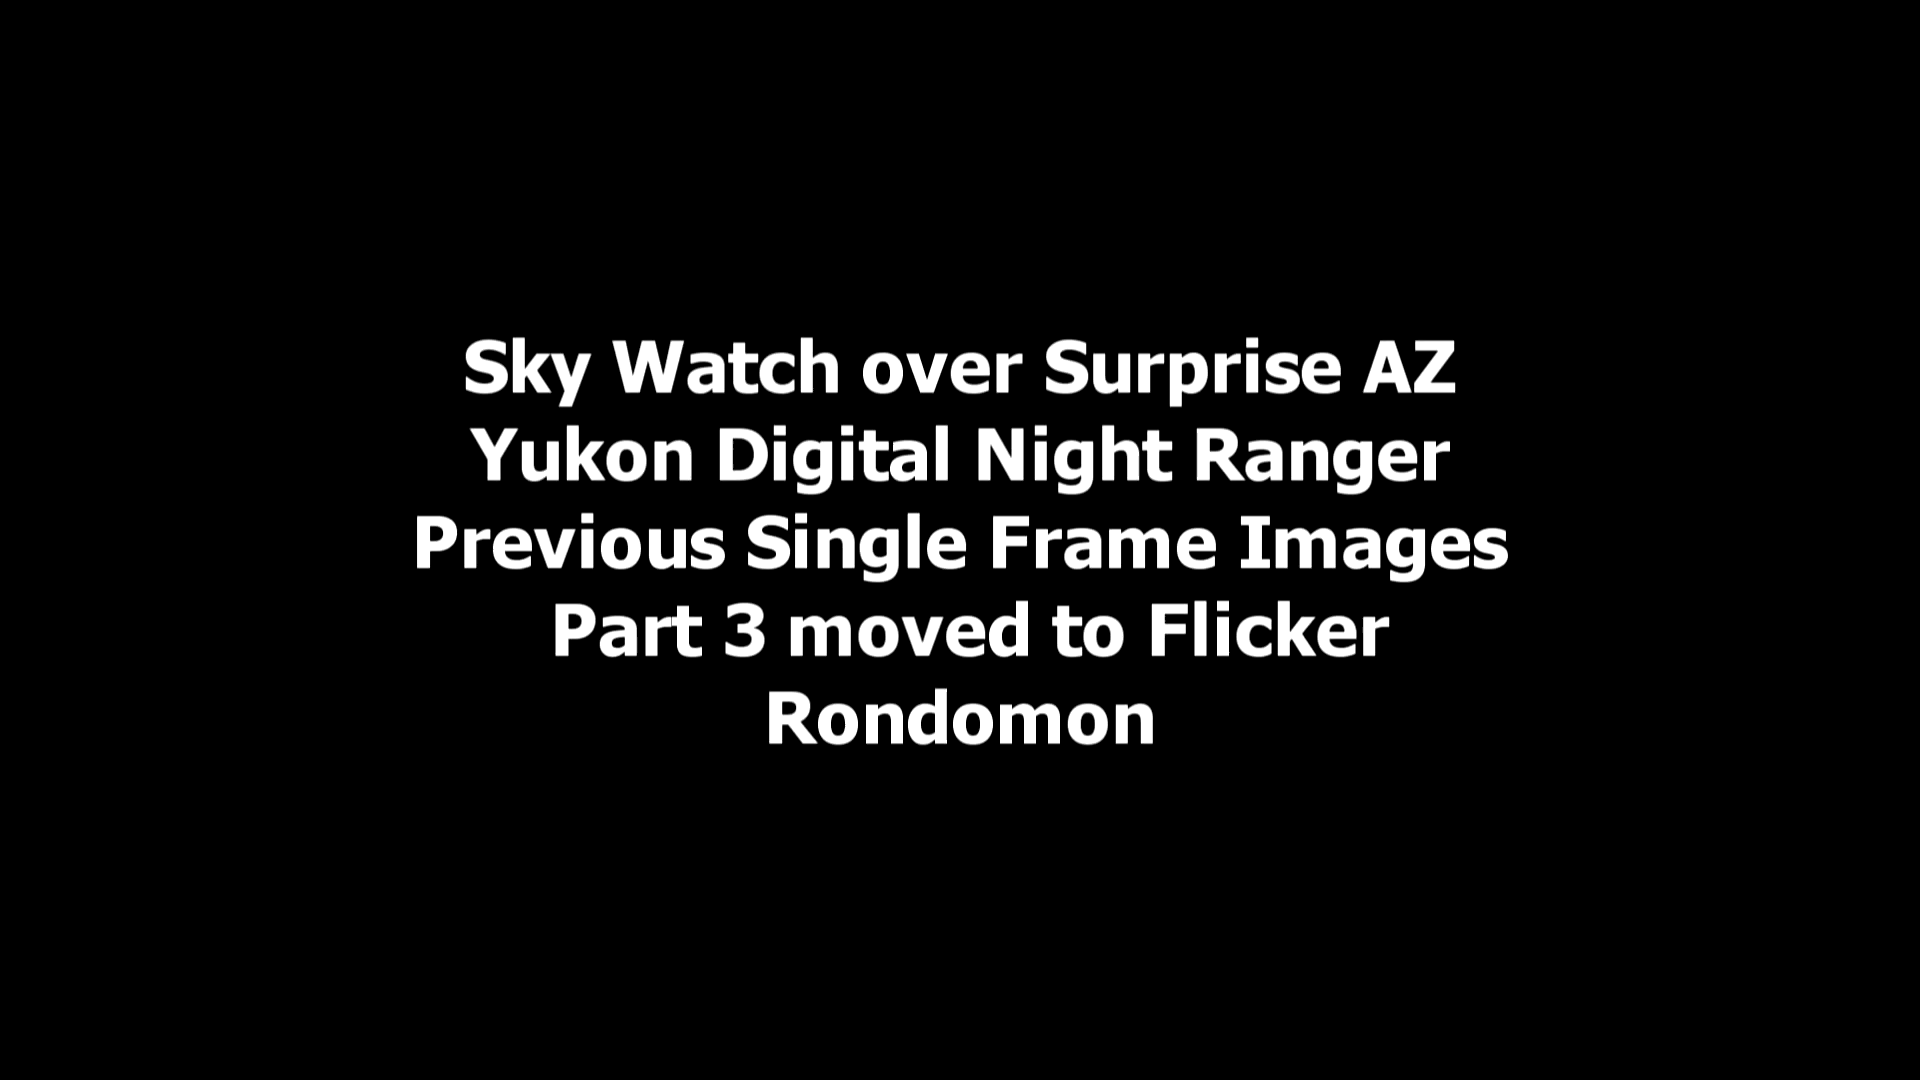 Sky Watch over Surprise AZ
Yukon Digital Night Ranger
Previous Single Frame Images
Part 3 moved to Flicker
Rondomon